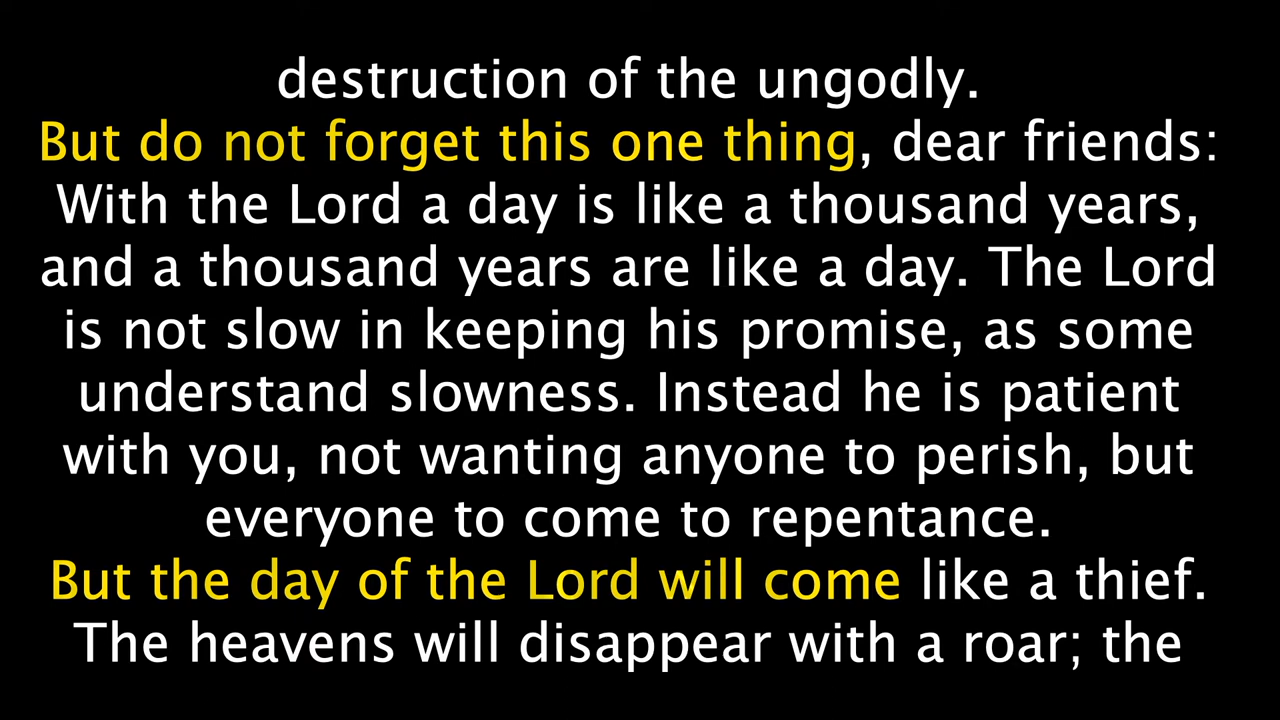 destruction of the ungodly.
But do not forget this one thing, dear friends:
With the Lord a day is like a thousand years,
and a thousand years are like a day. The Lord
is not slow in keeping his promise, as some
understand slowness. Instead he is patient
with you, not wanting anyone to perish, but
everyone to come to repentance.
But the day of the Lord will come like a thief.
The heavens will disappear with a roar; the